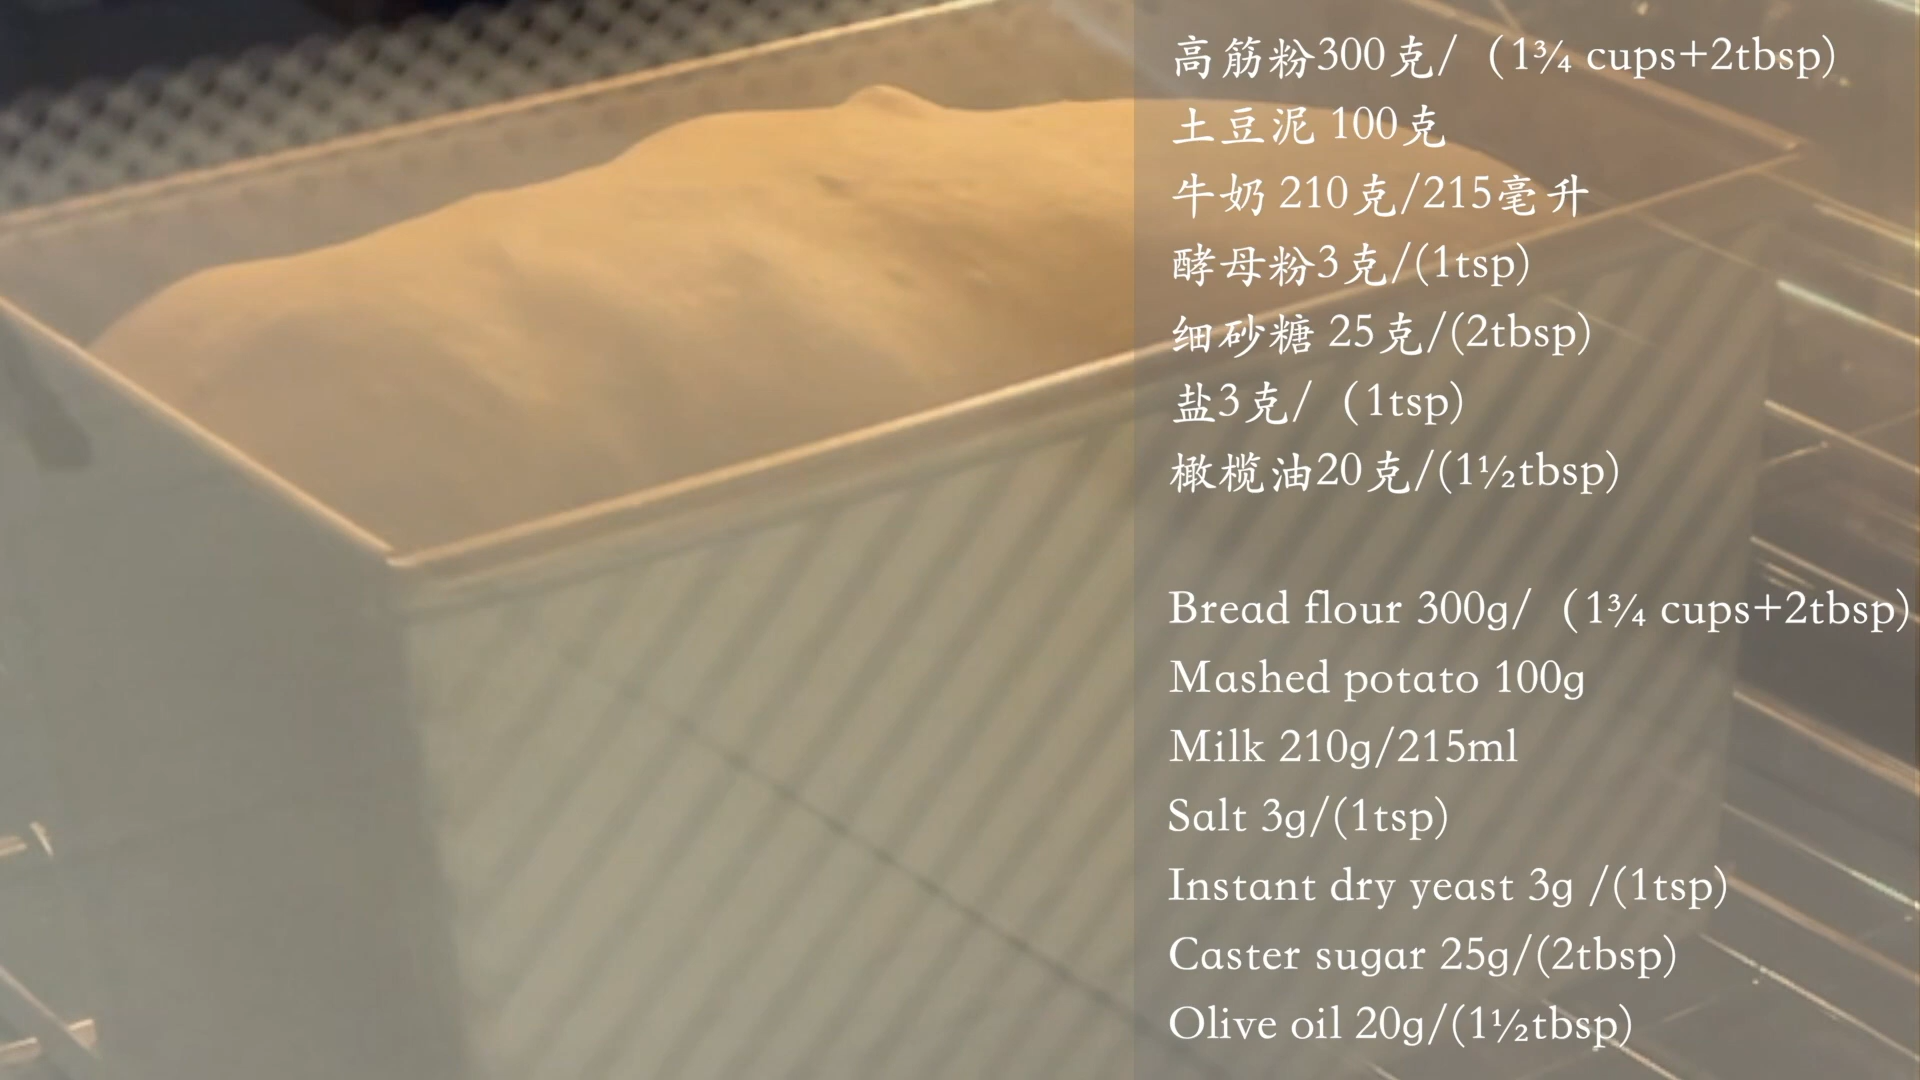 高筋粉300克/（1¾ cups+2tbsp)
土豆泥 100克
牛奶 210克/215毫升
酵母粉3克/(1tsp)
细砂糖 25克/(2tbsp)
盐3克/（1tsp)
橄榄油20克/(1½tbsp)
Bread flour 300g/（1¾ cups+2tbsp)
Mashed potato 100g
Milk 210g/215ml
Salt 3g/(1tsp)
Instant dry yeast 3g /(1tsp)
Caster sugar 25g/(2tbsp)
Olive oil 20g/(1½tbsp)